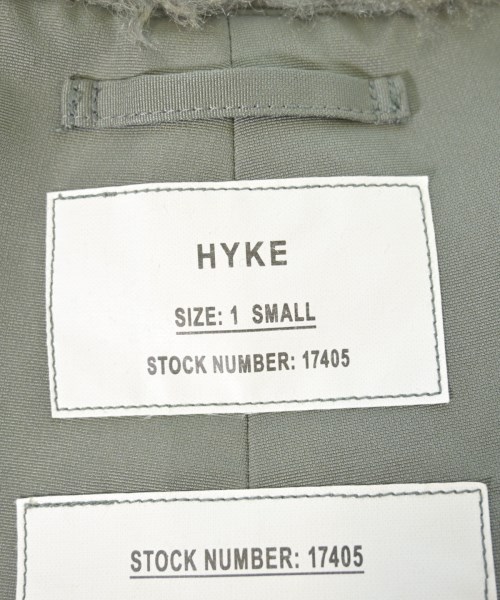 HYKE
SIZE: 1 SMALL
STOCK NUMBER: 17405
STOCK NUMBER: 17405